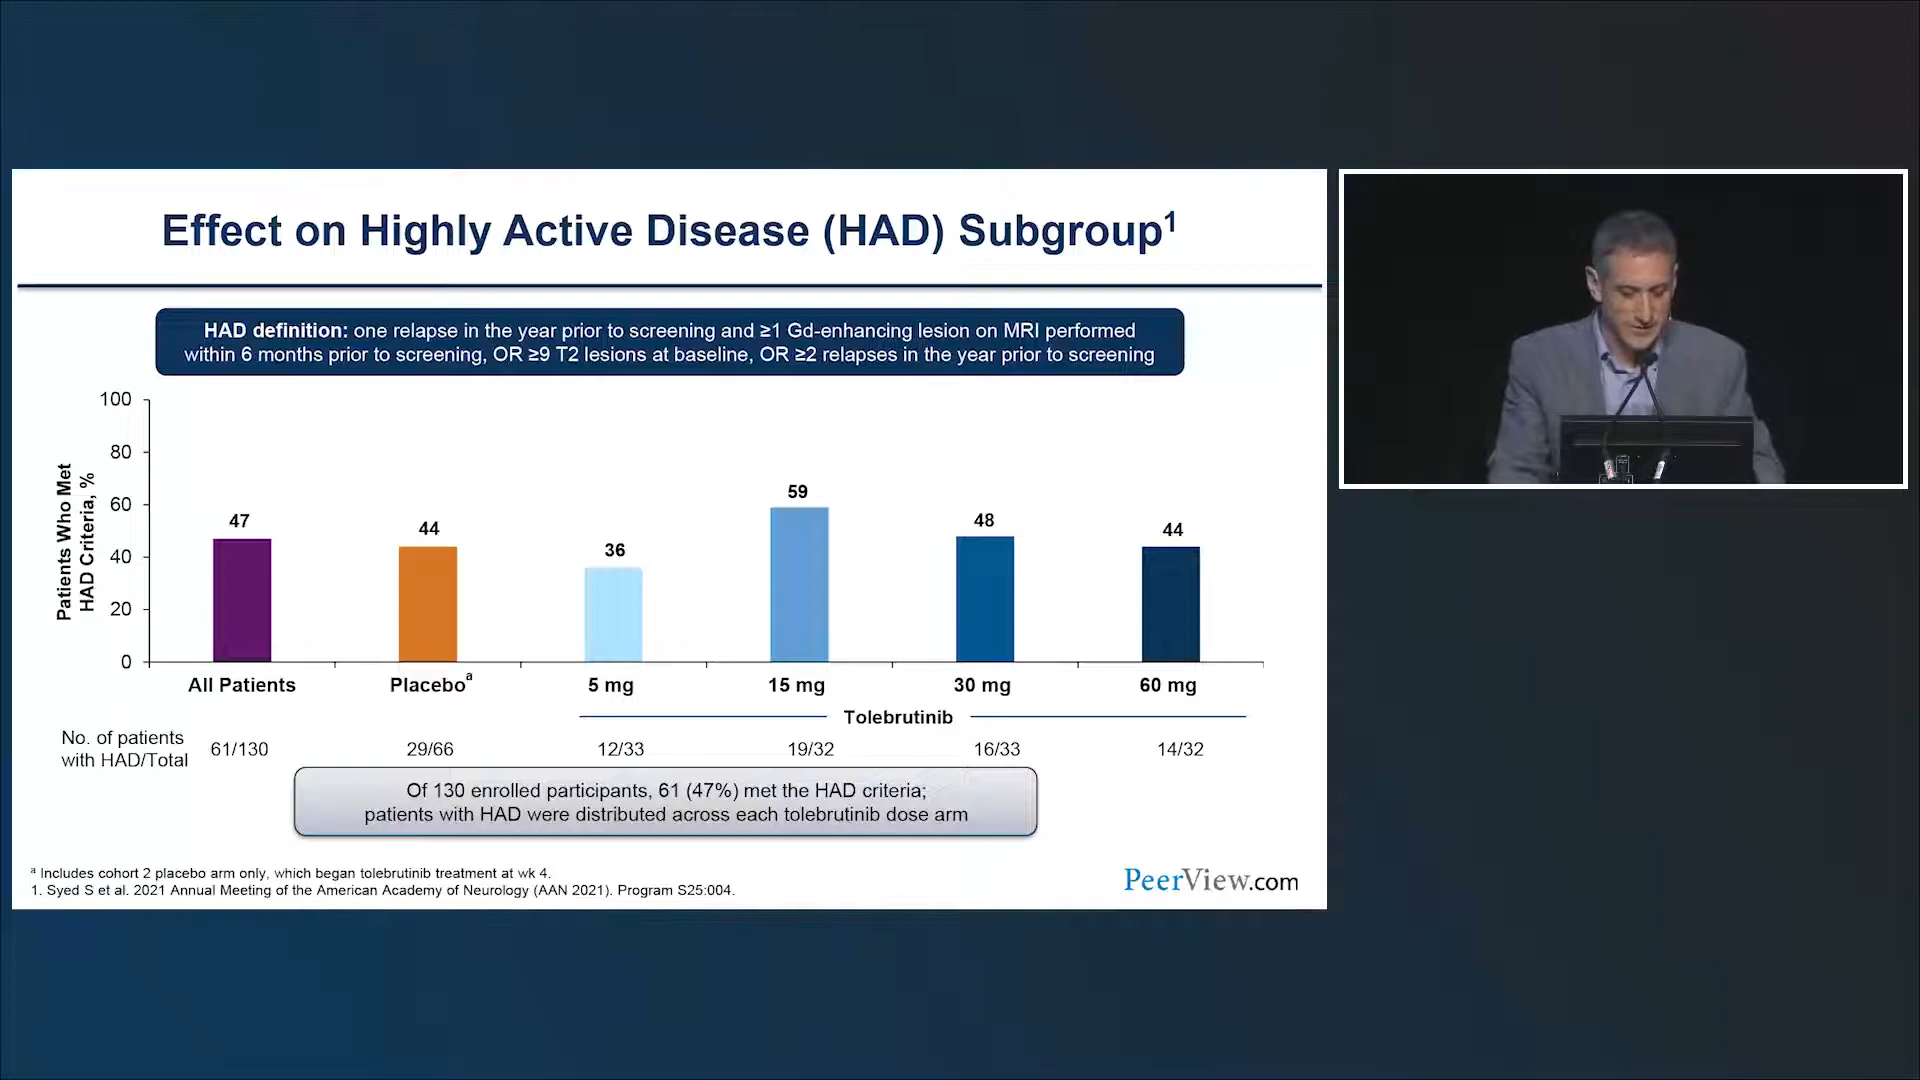 Effect on Highly Active Disease (HAD) Subgroup1
HAD definition: one relapse in the year prior to screening and ≥1 Gd-enhancing lesion on MRI performed
within 6 months prior to screening, OR ≥9 T2 lesions at baseline, OR ≥2 relapses in the year prior to screening
Patients Who Met
HAD Criteria, %
100
80
60
40
20
0
47
44
36
59
48
44
All Patients
Placeboa
5 mg
15 mg
30 mg
60 mg
Tolebrutinib
No. of patients
with HAD/Total
61/130
29/66
12/33
19/32
16/33
14/32
Of 130 enrolled participants, 61 (47%) met the HAD criteria;
patients with HAD were distributed across each tolebrutinib dose arm
a Includes cohort 2 placebo arm only, which began tolebrutinib treatment at wk 4.
1. Syed S et al. 2021 Annual Meeting of the American Academy of Neurology (AAN 2021). Program S25:004.
PeerView.com